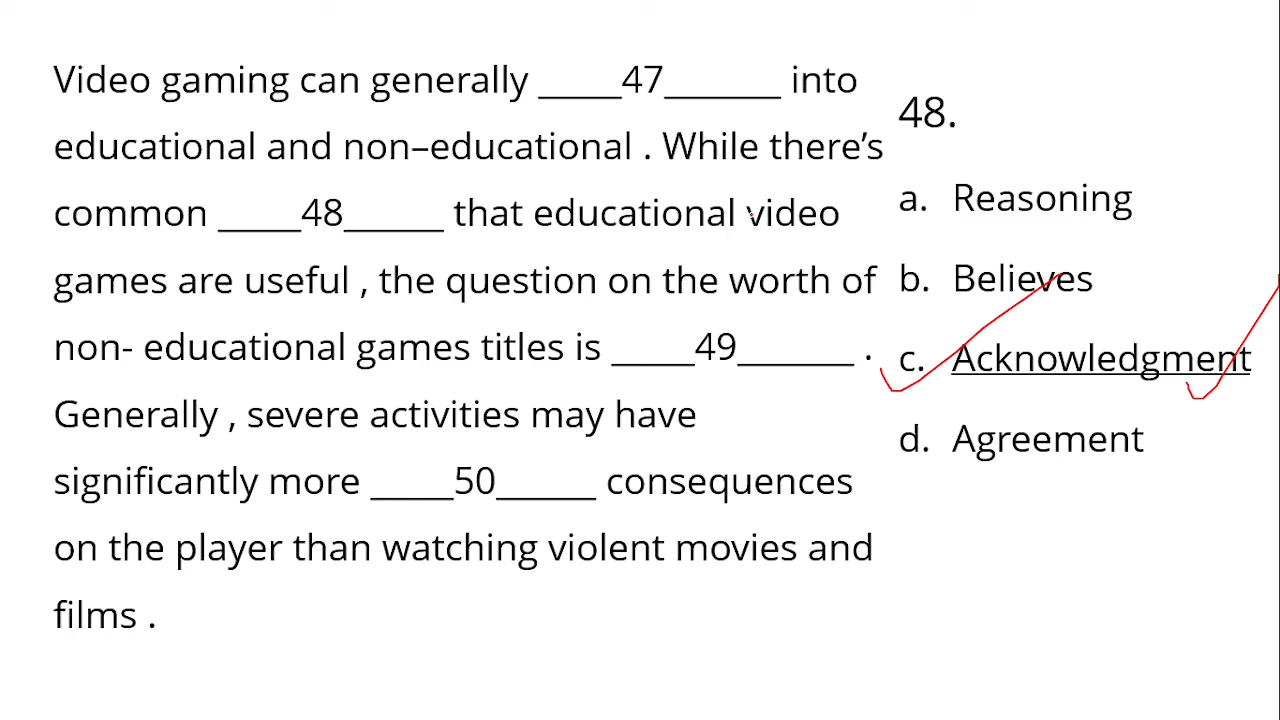 Video gaming can generally _____47_______ into
educational and non–educational . While there’s
common _____48______ that educational video
games are useful , the question on the worth of
non- educational games titles is _____49_______ .
Generally , severe activities may have
significantly more _____50______ consequences
on the player than watching violent movies and
films .
48.
a. Reasoning
b. Believes
c. Acknowledgment
d. Agreement